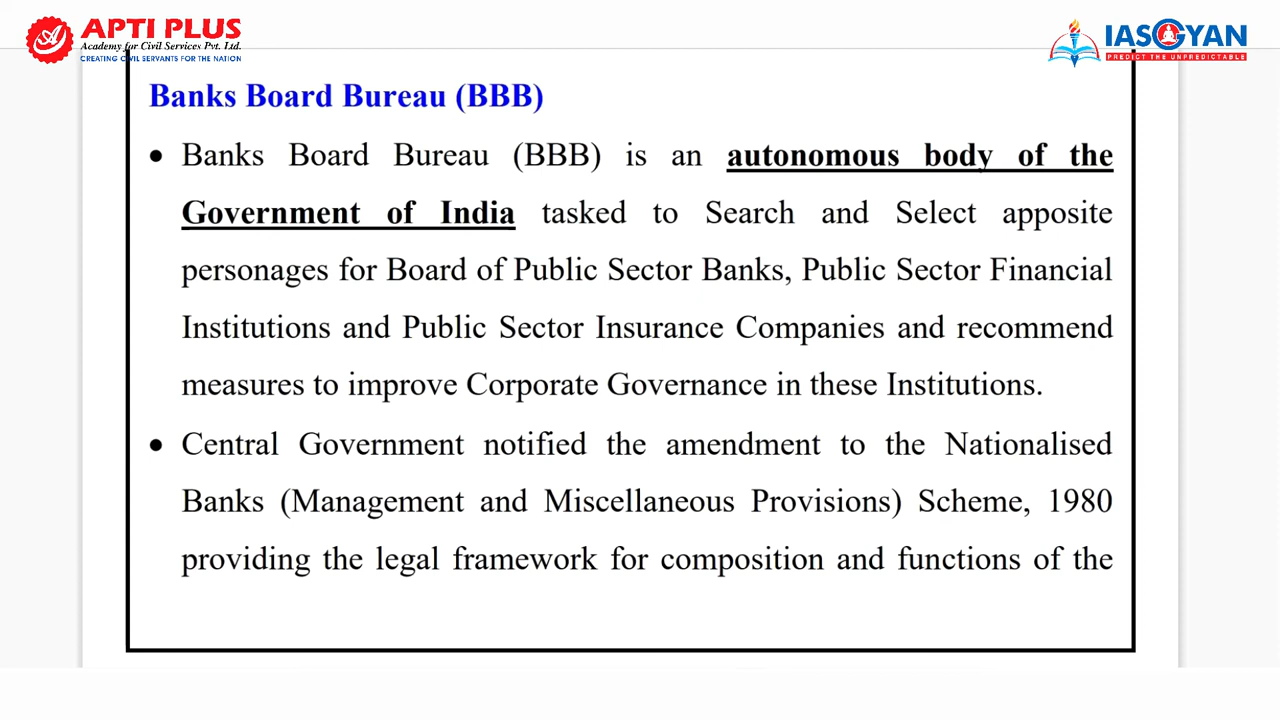 APTI PLUS
Academy for Civil Services Pvt. Ltd.
CREATING CIVIL SERVANTS FOR THE NATION
IASGYAN
PREDICT THE UNPREDICTABLE
Banks Board Bureau (BBB)
• Banks Board Bureau (BBB) is an autonomous body of the
Government of India tasked to Search and Select apposite
personages for Board of Public Sector Banks, Public Sector Financial
Institutions and Public Sector Insurance Companies and recommend
measures to improve Corporate Governance in these Institutions.
• Central Government notified the amendment to the Nationalised
Banks (Management and Miscellaneous Provisions) Scheme, 1980
providing the legal framework for composition and functions of the